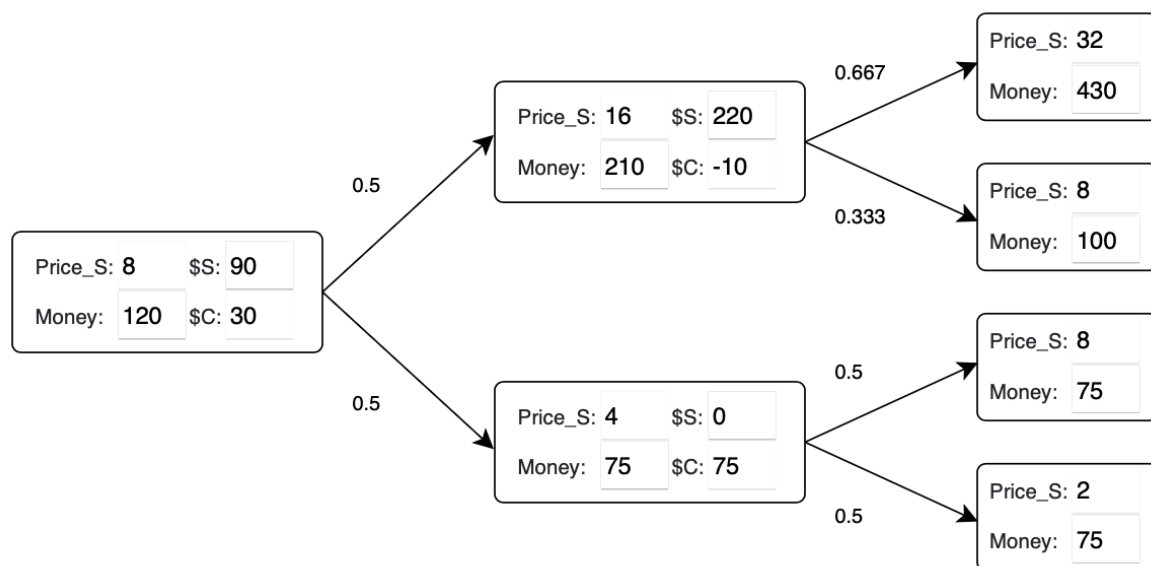 Price_S: 8 $S: 90
Money: 120 $C: 30
0.5
0.5
Price_S: 16 $S: 220
Money: 210 $C: -10
Price_S: 4 $S: 0
Money: 75 $C: 75
0.667
0.333
0.5
0.5
Price_S: 32
Money: 430
Price_S: 8
Money: 100
Price_S: 8
Money: 75
Price_S: 2
Money: 75